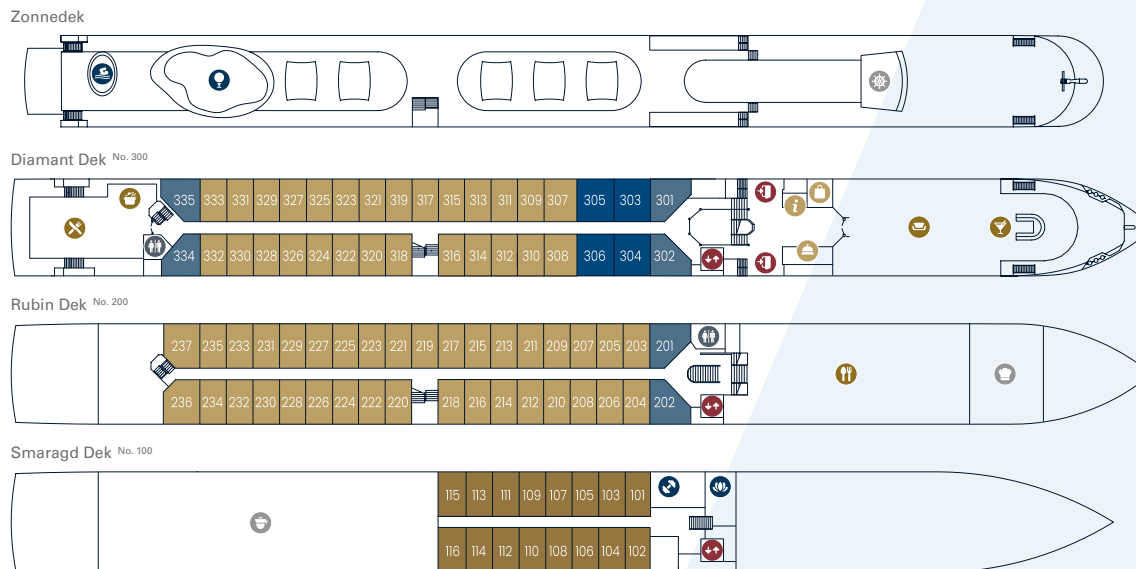 Zonnedek
Diamant Dek No. 300
335 333 331 329 327 325 323 321 319 317 315 313 311 309 307 305 303 301
334 332 330 328 326 324 322 320 318 316 314 312 310 308 306 304 302
Rubin Dek No. 200
237 235 233 231 229 227 225 223 221 219 217 215 213 211 209 207 205 203 201
236 234 232 230 228 226 224 222 220 218 216 214 212 210 208 206 204 202
Smaragd Dek No. 100
115 113 111 109 107 105 103 101
116 114 112 110 108 106 104 102